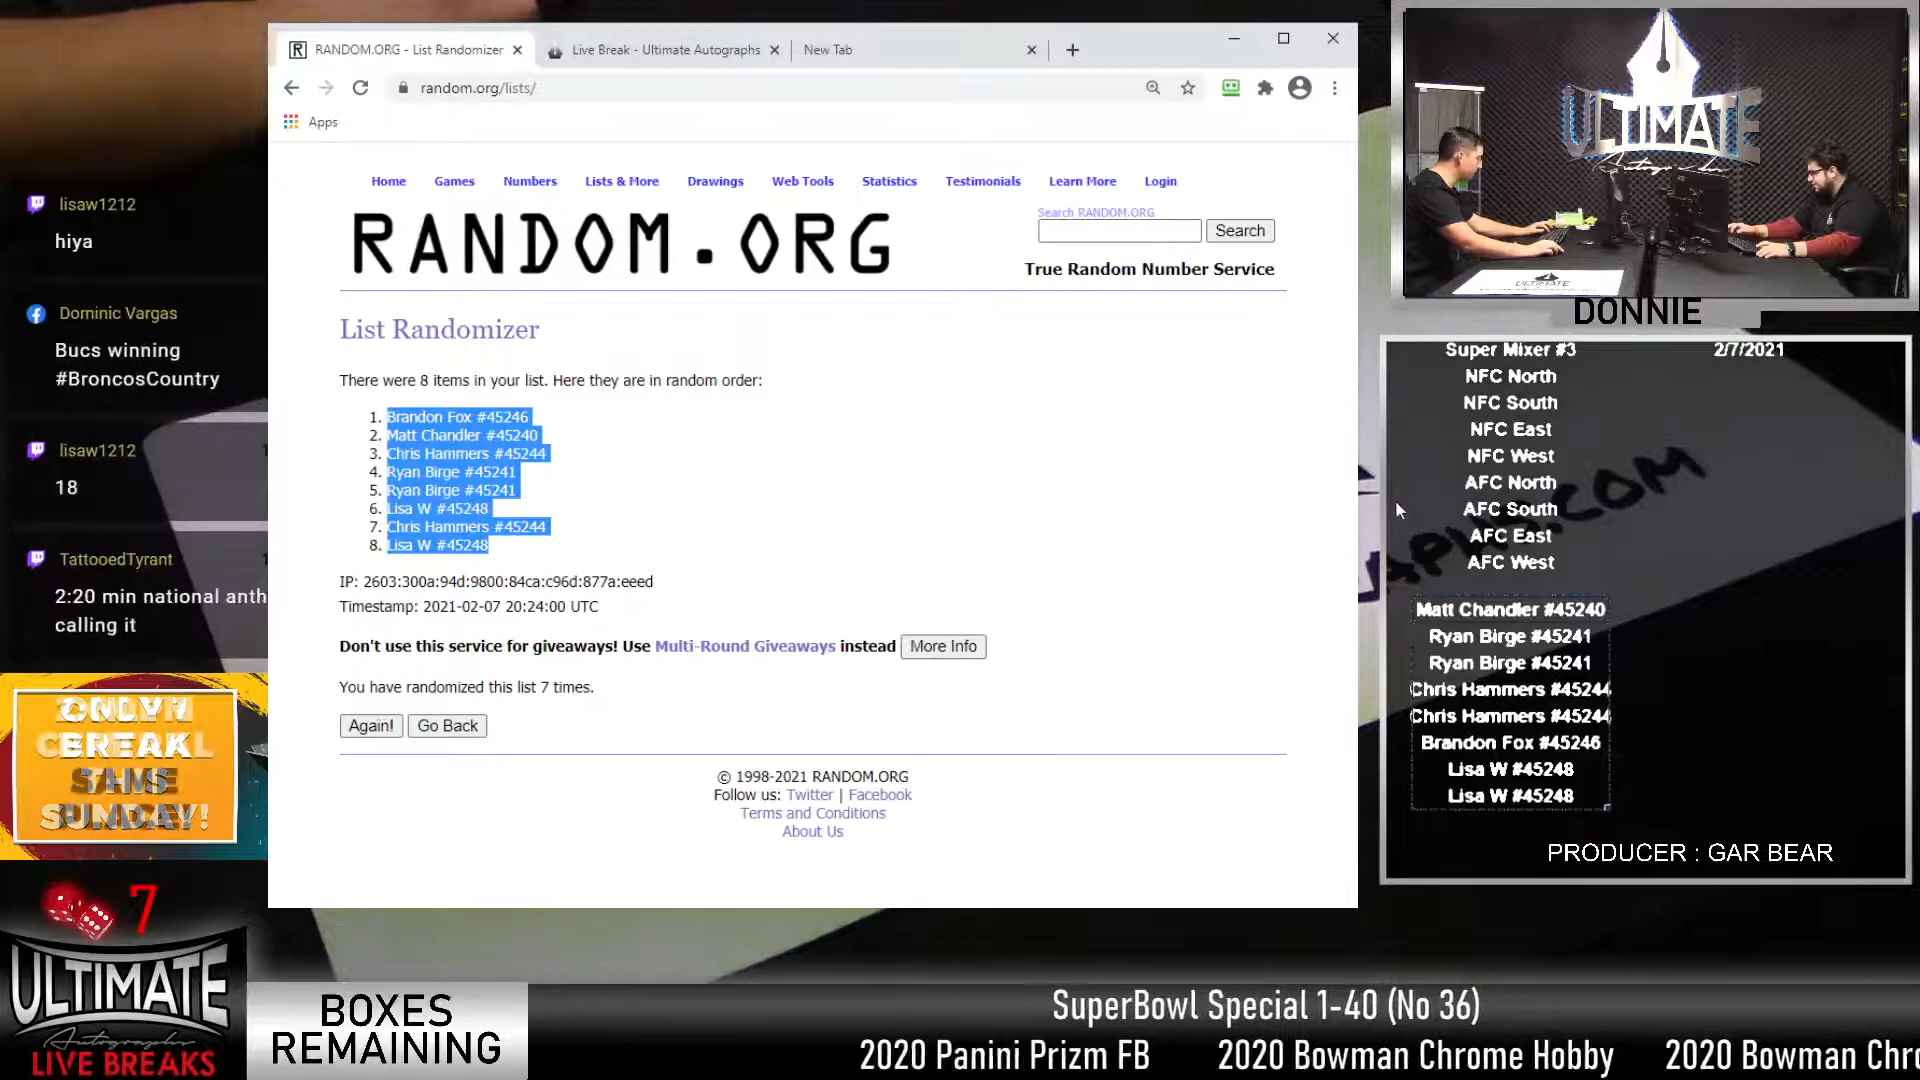 RANDOM.ORG - List Randomizer
Live Break - Ultimate Autographs
New Tab
random.org/lists/
Apps
Home Games Numbers Lists & More Drawings Web Tools Statistics Testimonials Learn More Login
RANDOM.ORG
Search RANDOM.ORG
Search
True Random Number Service
List Randomizer
There were 8 items in your list. Here they are in random order:
1. Brandon Fox #45246
2. Matt Chandler #45240
3. Chris Hammers #45244
4. Ryan Birge #45241
5. Ryan Birge #45241
6. Lisa W #45248
7. Chris Hammers #45244
8. Lisa W #45248
IP: 2603:300a:94d:9800:84ca:c96d:877a:eeed
Timestamp: 2021-02-07 20:24:00 UTC
Don't use this service for giveaways! Use Multi-Round Giveaways instead More Info
You have randomized this list 7 times.
Again! Go Back
© 1998-2021 RANDOM.ORG
Follow us: Twitter | Facebook
Terms and Conditions
About Us
lisaw1212
hiya
Dominic Vargas
Bucs winning
#BroncosCountry
lisaw1212
18
TattooedTyrant
2:20 min national anth
calling it
BREAK
SUNDAY!
7
ULTIMATE
Autographs
LIVE BREAKS
BOXES
REMAINING
ULTIMATE
Autographs
ULTIMATE
DONNIE
Super Mixer #3 2/7/2021
NFC North
NFC South
NFC East
NFC West
AFC North
AFC South
AFC East
AFC West
Matt Chandler #45240
Ryan Birge #45241
Ryan Birge #45241
Chris Hammers #45244
Chris Hammers #45244
Brandon Fox #45246
Lisa W #45248
Lisa W #45248
PRODUCER : GAR BEAR
SuperBowl Special 1-40 (No 36)
2020 Panini Prizm FB 2020 Bowman Chrome Hobby 2020 Bowman Chro